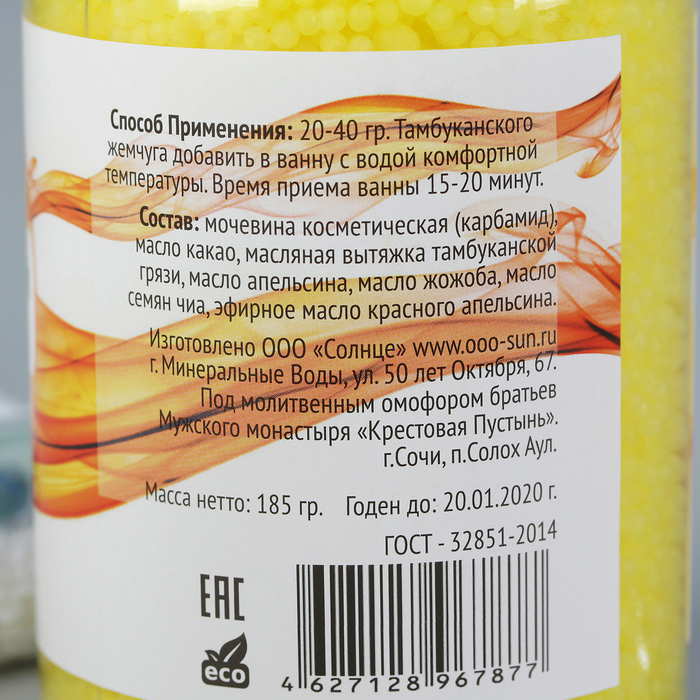 Способ Применения: 20-40 гр. Тамбуканского
жемчуга добавить в ванну с водой комфортной
температуры. Время приема ванны 15-20 минут.
Состав: мочевина косметическая (карбамид),
масло какао, масляная вытяжка тамбуканской
грязи, масло апельсина, масло жожоба, масло
семян чиа, эфирное масло красного апельсина.
Изготовлено ООО «Солнце» www.ooo-sun.ru
г. Минеральные Воды, ул. 50 лет Октября, 67.
Под молитвенным омофором братьев
Мужского монастыря «Крестовая Пустынь».
г.Сочи, п.Солох Аул.
Масса нетто: 185 гр. Годен до: 20.01.2020 г.
ГОСТ - 32851-2014
ЕАС
eco
4 627128 967877